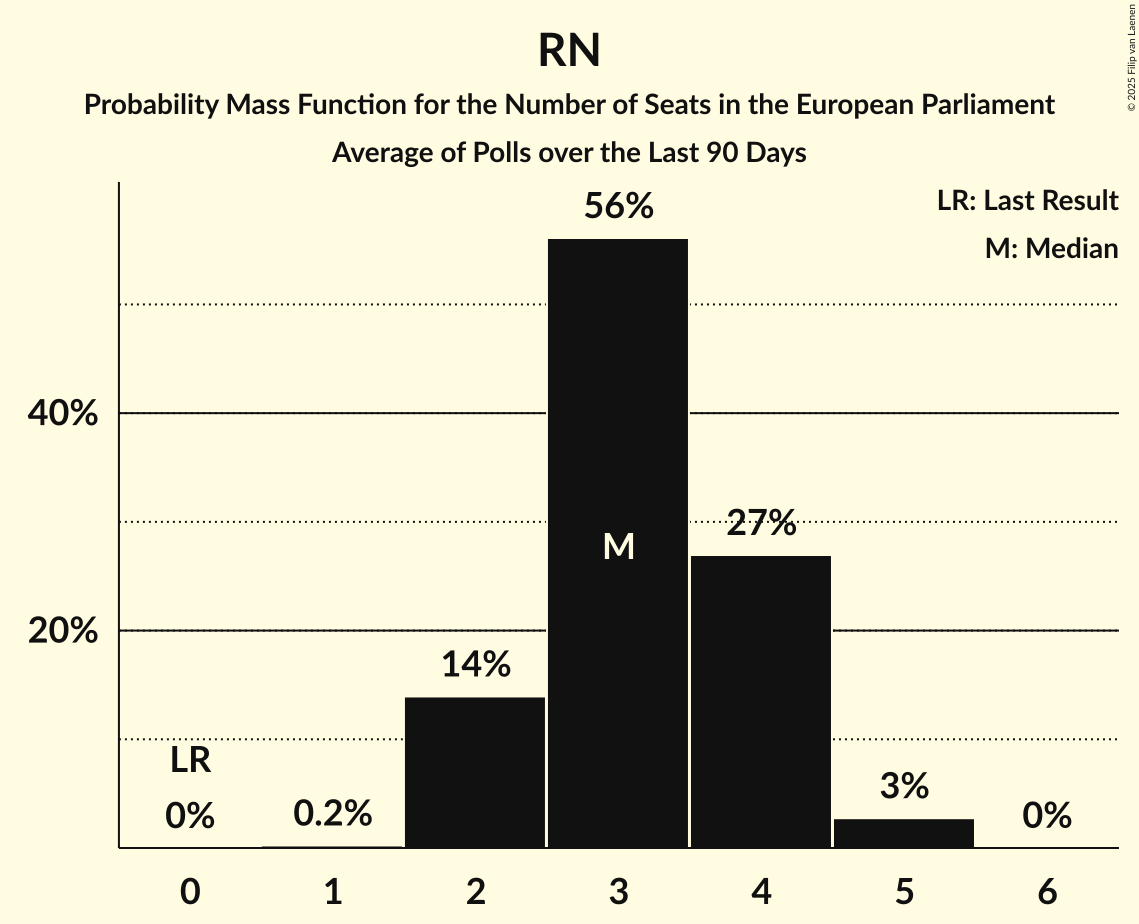 RN
Probability Mass Function for the Number of Seats in the European Parliament
Average of Polls over the Last 90 Days
© 2025 Filip van Laenen
LR: Last Result
M: Median
56%
40%
27%
M
20%
14%
LR
0%
0.2%
3%
0%
0 1 2 3 4 5 6